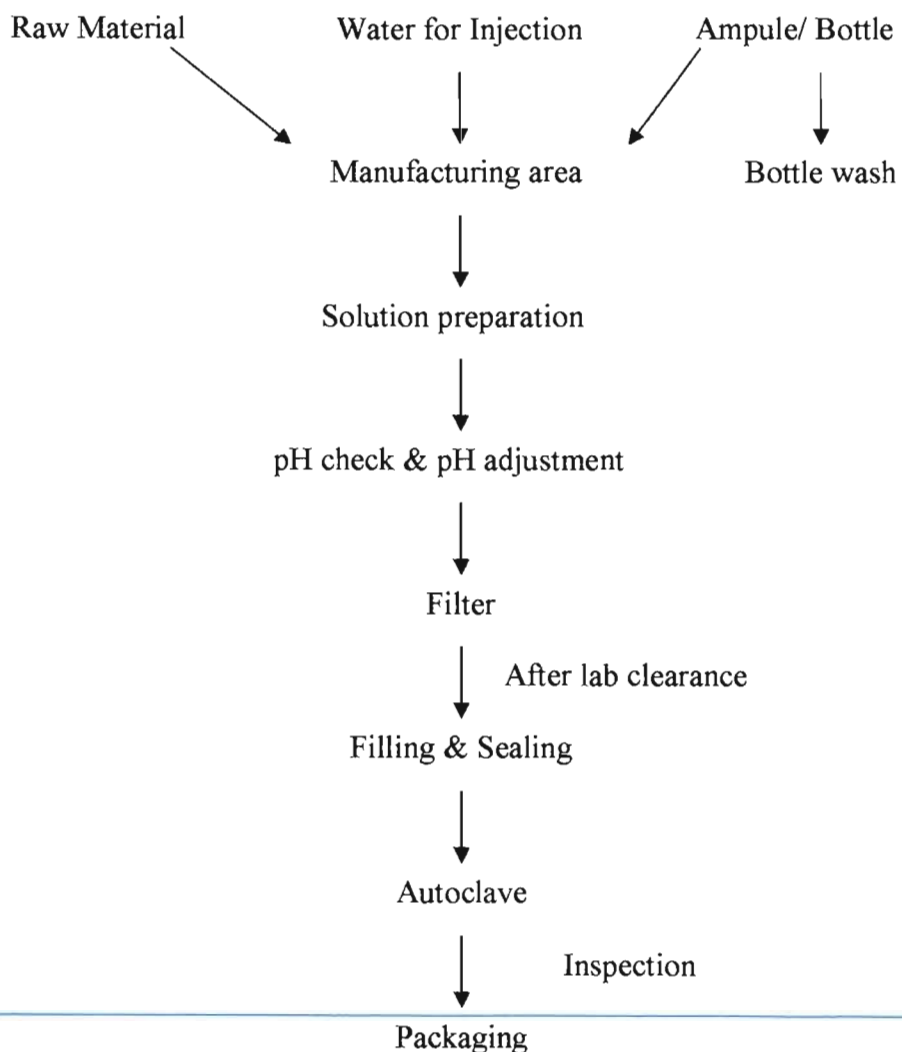 Raw Material Water for Injection Ampule/ Bottle
Manufacturing area Bottle wash
Solution preparation
pH check & pH adjustment
Filter
After lab clearance
Filling & Sealing
Autoclave
Inspection
Packaging